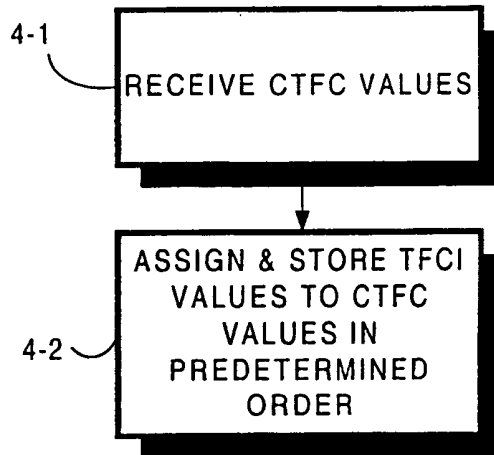 4-1
RECEIVE CTFC VALUES
ASSIGN & STORE TFCI
VALUES TO CTFC
VALUES IN
PREDETERMINED
ORDER
4-2